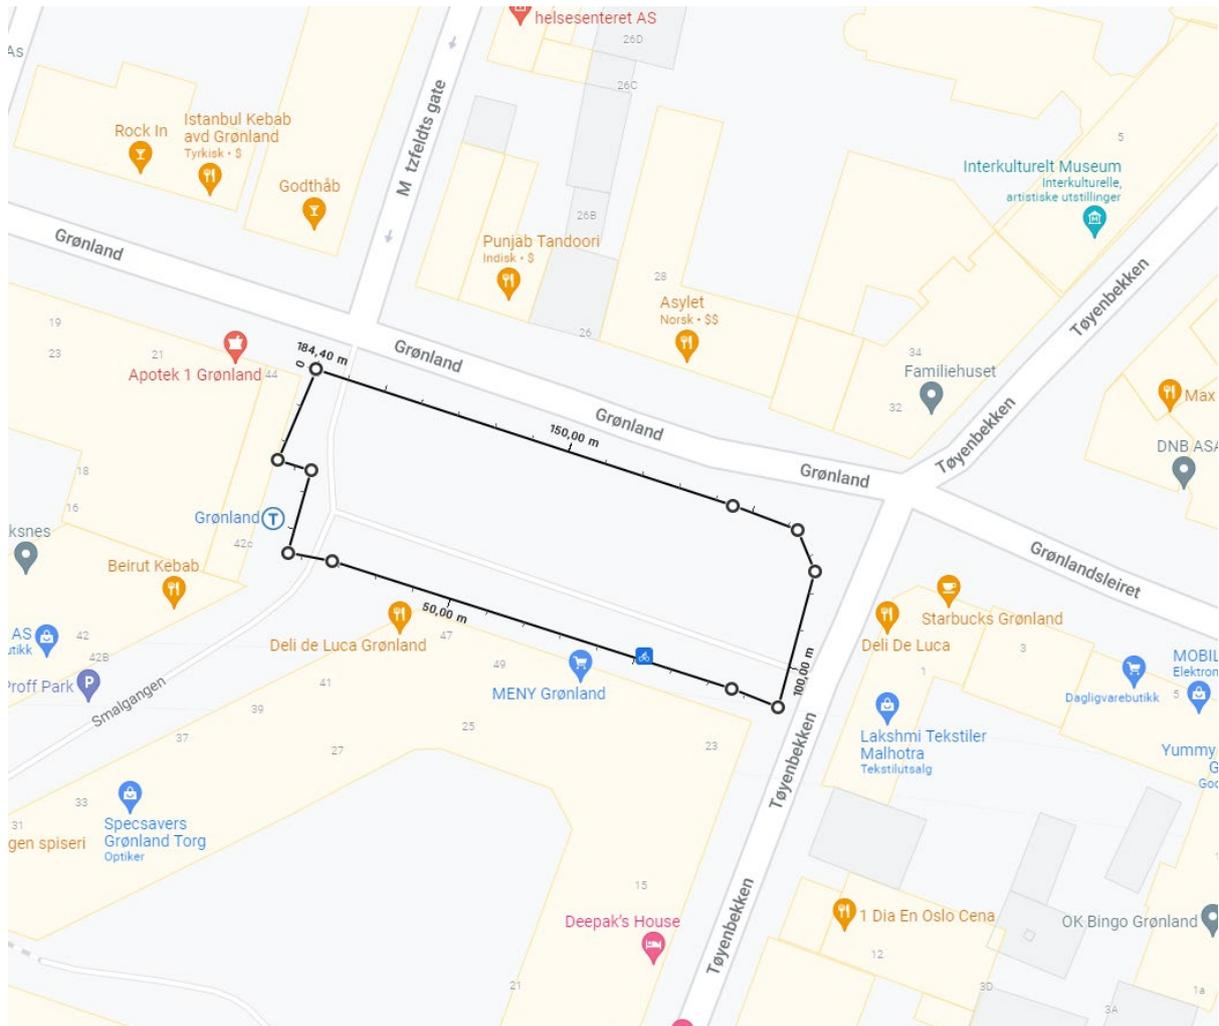 helsesenteret AS
As
26D
26C
M tzfeldts gate
Rock In
Istanbul Kebab
avd Grønland
Tyrkisk • $
Godthåb
5
Interkulturelt Museum
Interkulturelle,
artistiske utstillinger
26B
Grønland
Punjab Tandoori
Indisk • $
28
Asylet
Norsk • $$
Tøyenbekken
19
23
21
26
Apotek 1 Grønland
44
184,40 m
0
Grønland
34
Familiehuset
32
Max
Grønland
150,00 m
Tøyenbekken
DNB ASA
18
Grønland
16
Grønland
42c
ksnes
Grønlandsleiret
Beirut Kebab
50,00 m
Starbucks Grønland
AS
utikk
42
42B
Deli de Luca Grønland
47
Deli De Luca
1
3
100,00 m
49
MENY Grønland
MOBIL
Elektron
Dagligvarebutikk
5
Proff Park
Smalgangen
41
39
37
27
25
23
Tøyenbekken
Lakshmi Tekstiler
Malhotra
Tekstilutsalg
Yummy
G
God
33
31
gen spiseri
Specsavers
Grønland Torg
Optiker
15
Deepak's House
Tøyenbekken
1 Dia En Oslo Cena
12
OK Bingo Grønland
21
3D
3A
1a